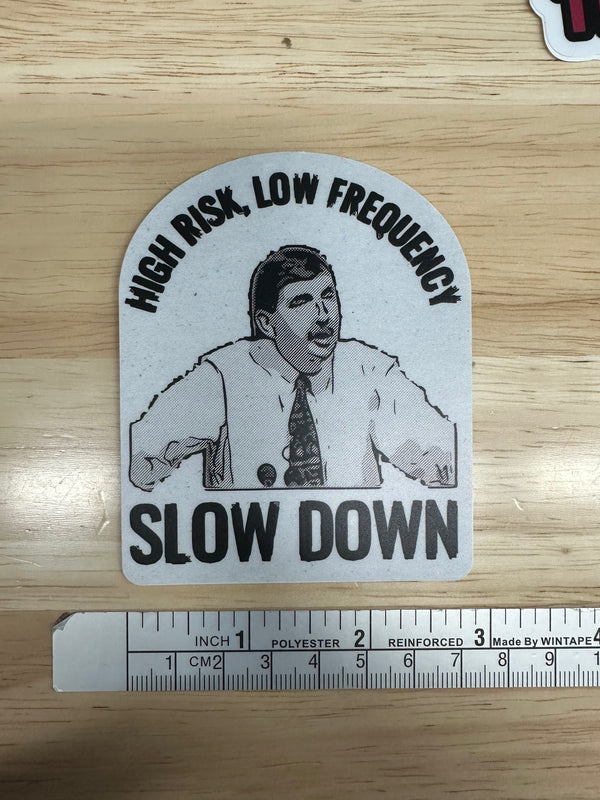 HIGH RISK, LOW FREQUENCY
SLOW DOWN
INCH 1 POLYESTER 2 REINFORCED 3 Made By WINTAPE 4
1 CM2 3 4 5 6 7 8 9